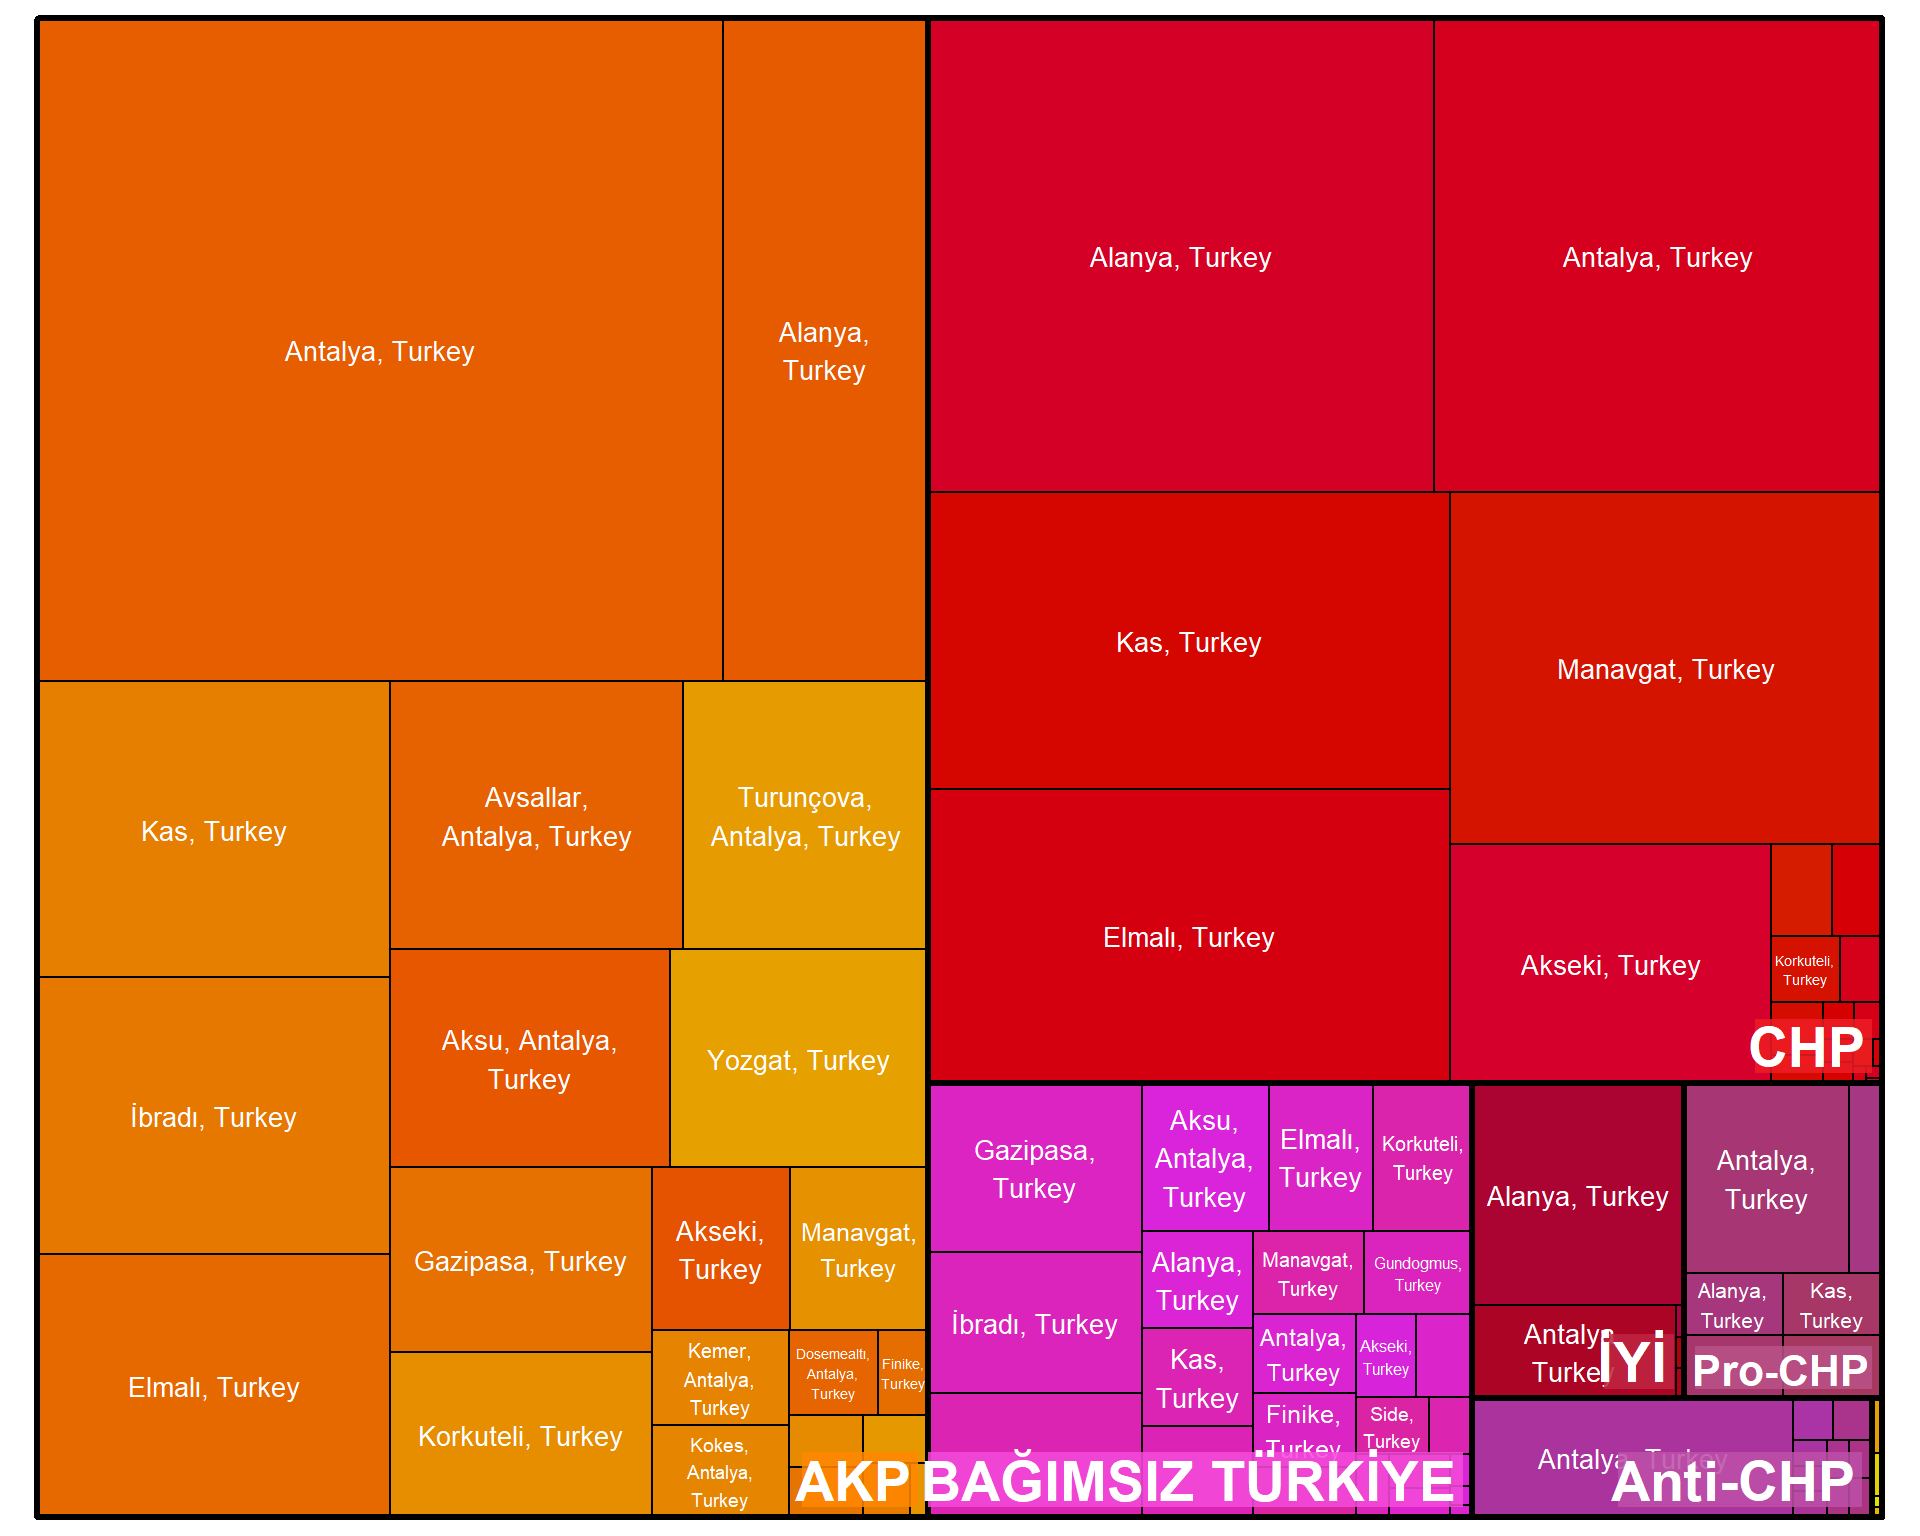 Antalya, Turkey
Alanya,
Turkey
Kas, Turkey
Avsallar,
Antalya, Turkey
Turunçova,
Antalya, Turkey
İbradı, Turkey
Aksu, Antalya,
Turkey
Yozgat, Turkey
Elmalı, Turkey
Gazipasa, Turkey
Akseki,
Turkey
Manavgat,
Turkey
Korkuteli, Turkey
Kemer,
Antalya,
Turkey
Dosemealtı,
Antalya,
Turkey
Finike,
Turkey
Kokes,
Antalya,
Turkey
AKP
Alanya, Turkey
Antalya, Turkey
Kas, Turkey
Manavgat, Turkey
Elmalı, Turkey
Akseki, Turkey
Korkuteli,
Turkey
CHP
Gazipasa,
Turkey
Aksu,
Antalya,
Turkey
Elmalı,
Turkey
Korkuteli,
Turkey
İbradı, Turkey
Alanya,
Turkey
Manavgat,
Turkey
Gundogmus,
Turkey
Kas,
Turkey
Antalya,
Turkey
Akseki,
Turkey
Finike,
Turkey
Side,
Turkey
BAĞIMSIZ TÜRKİYE
Alanya, Turkey
Antalya,
Turkey
İYİ
Antalya,
Turkey
Alanya,
Turkey
Kas,
Turkey
Pro-CHP
Antalya, Turkey
Anti-CHP